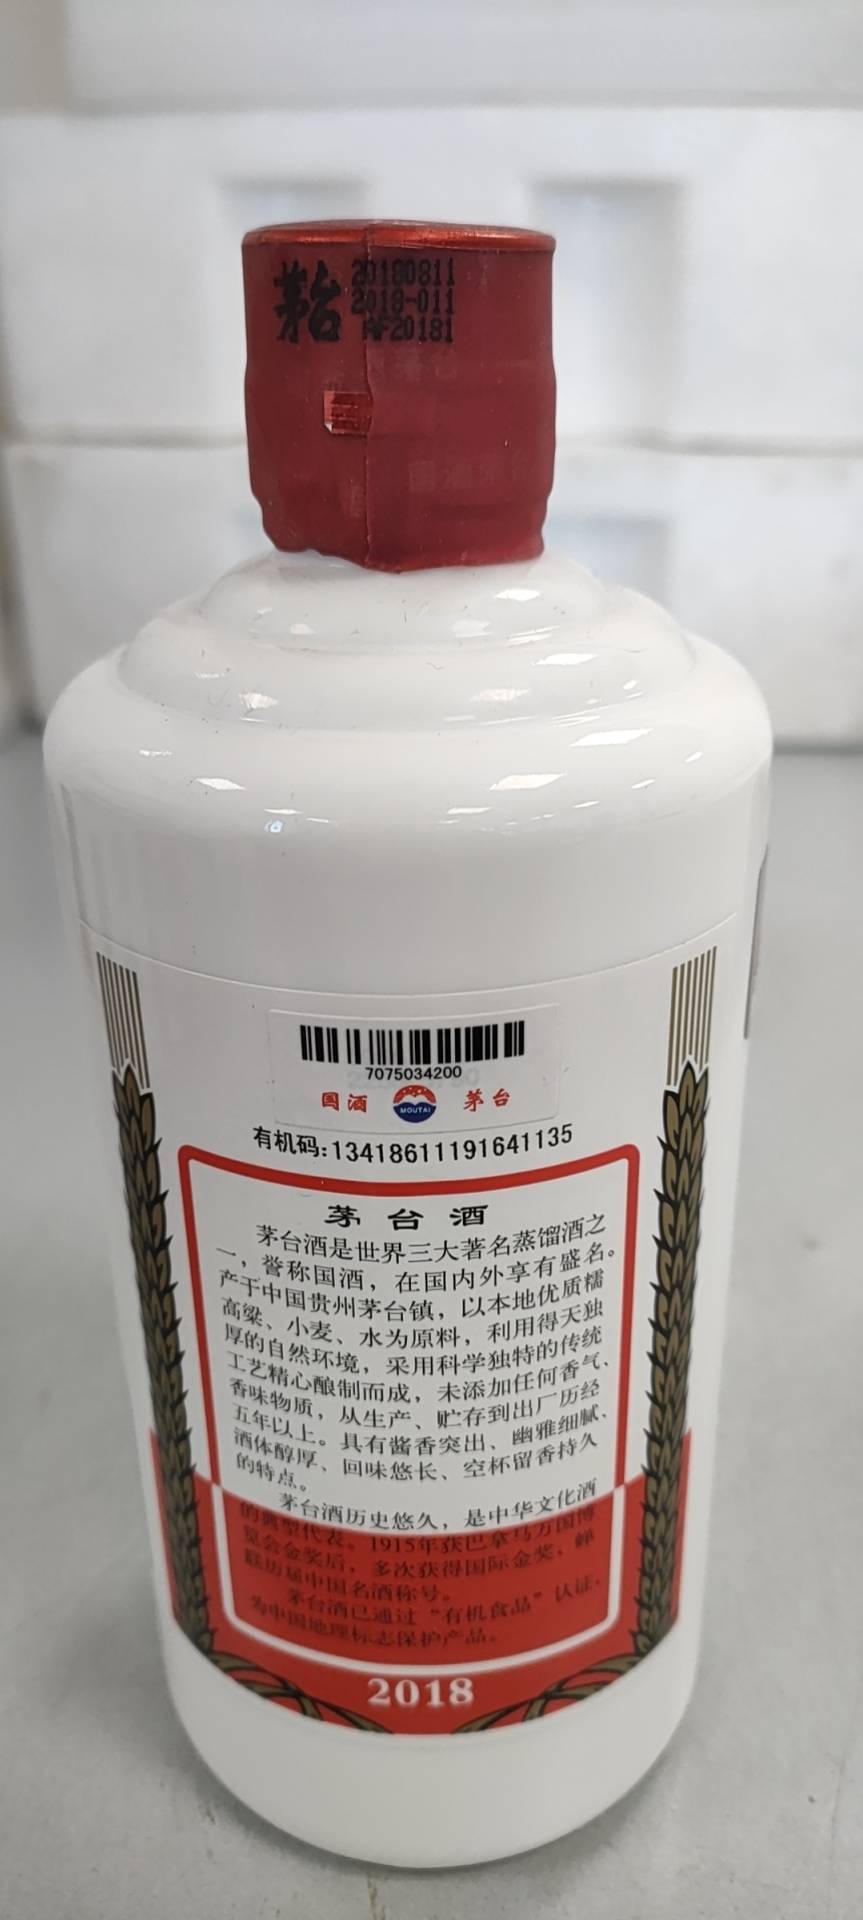 茅台
20180811
2018-011
20181
7075034200
国酒 MOUTAI 茅台
有机码:13418611191641135
茅台酒
茅台酒是世界三大著名蒸馏酒之
一,誉称国酒,在国内外享有盛名。
产于中国贵州茅台镇,以本地优质糯
高粱、小麦、水为原料,利用得天独
厚的自然环境,采用科学独特的传统
工艺精心酿制而成,未添加任何香气、
香味物质,从生产、贮存到出厂历经
五年以上。具有酱香突出、幽雅细腻、
酒体醇厚、回味悠长、空杯留香持久
的特点。
茅台酒历史悠久,是中华文化酒
的典型代表。1915年获巴拿马万国博
览会金奖后,多次获得国际金奖,蝉
联历届中国名酒称号。
茅台酒已通过“有机食品”认证,
为中国地理标志保护产品。
2018